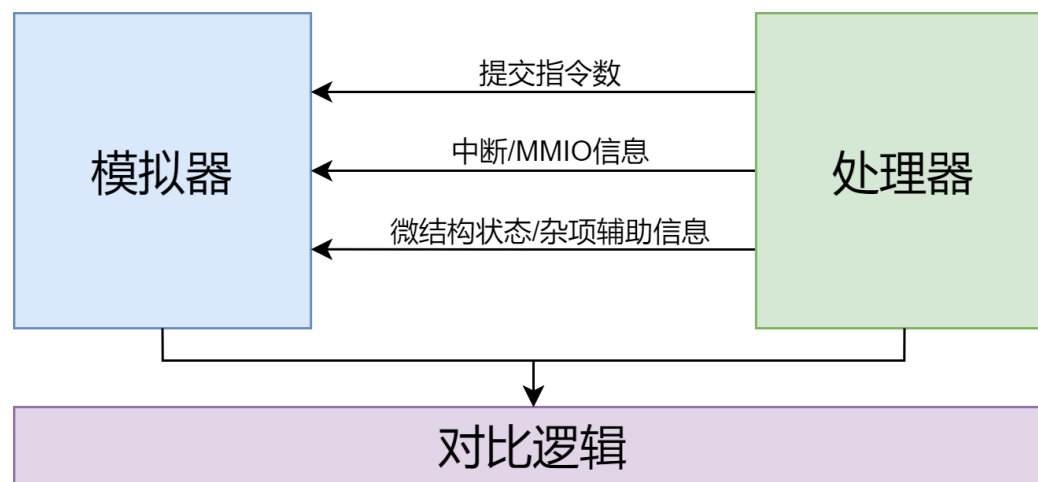 提交指令数
中断/MMIO信息
模拟器
处理器
微结构状态/杂项辅助信息
对比逻辑